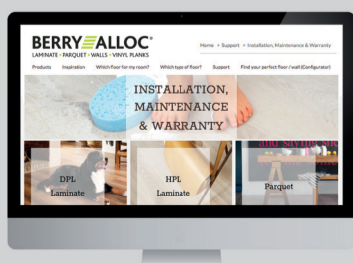 BERRY ALLOC®
LAMINATE • PARQUET • WALLS • VINYL PLANKS
Home > Support > Installation, Maintenance & Warranty
Products Inspiration Which floor for my room? Which type of floor? Support Find your perfect floor / wall (Configurator)
INSTALLATION,
MAINTENANCE
& WARRANTY
and saying
DPL
Laminate
HPL
Laminate
Parquet